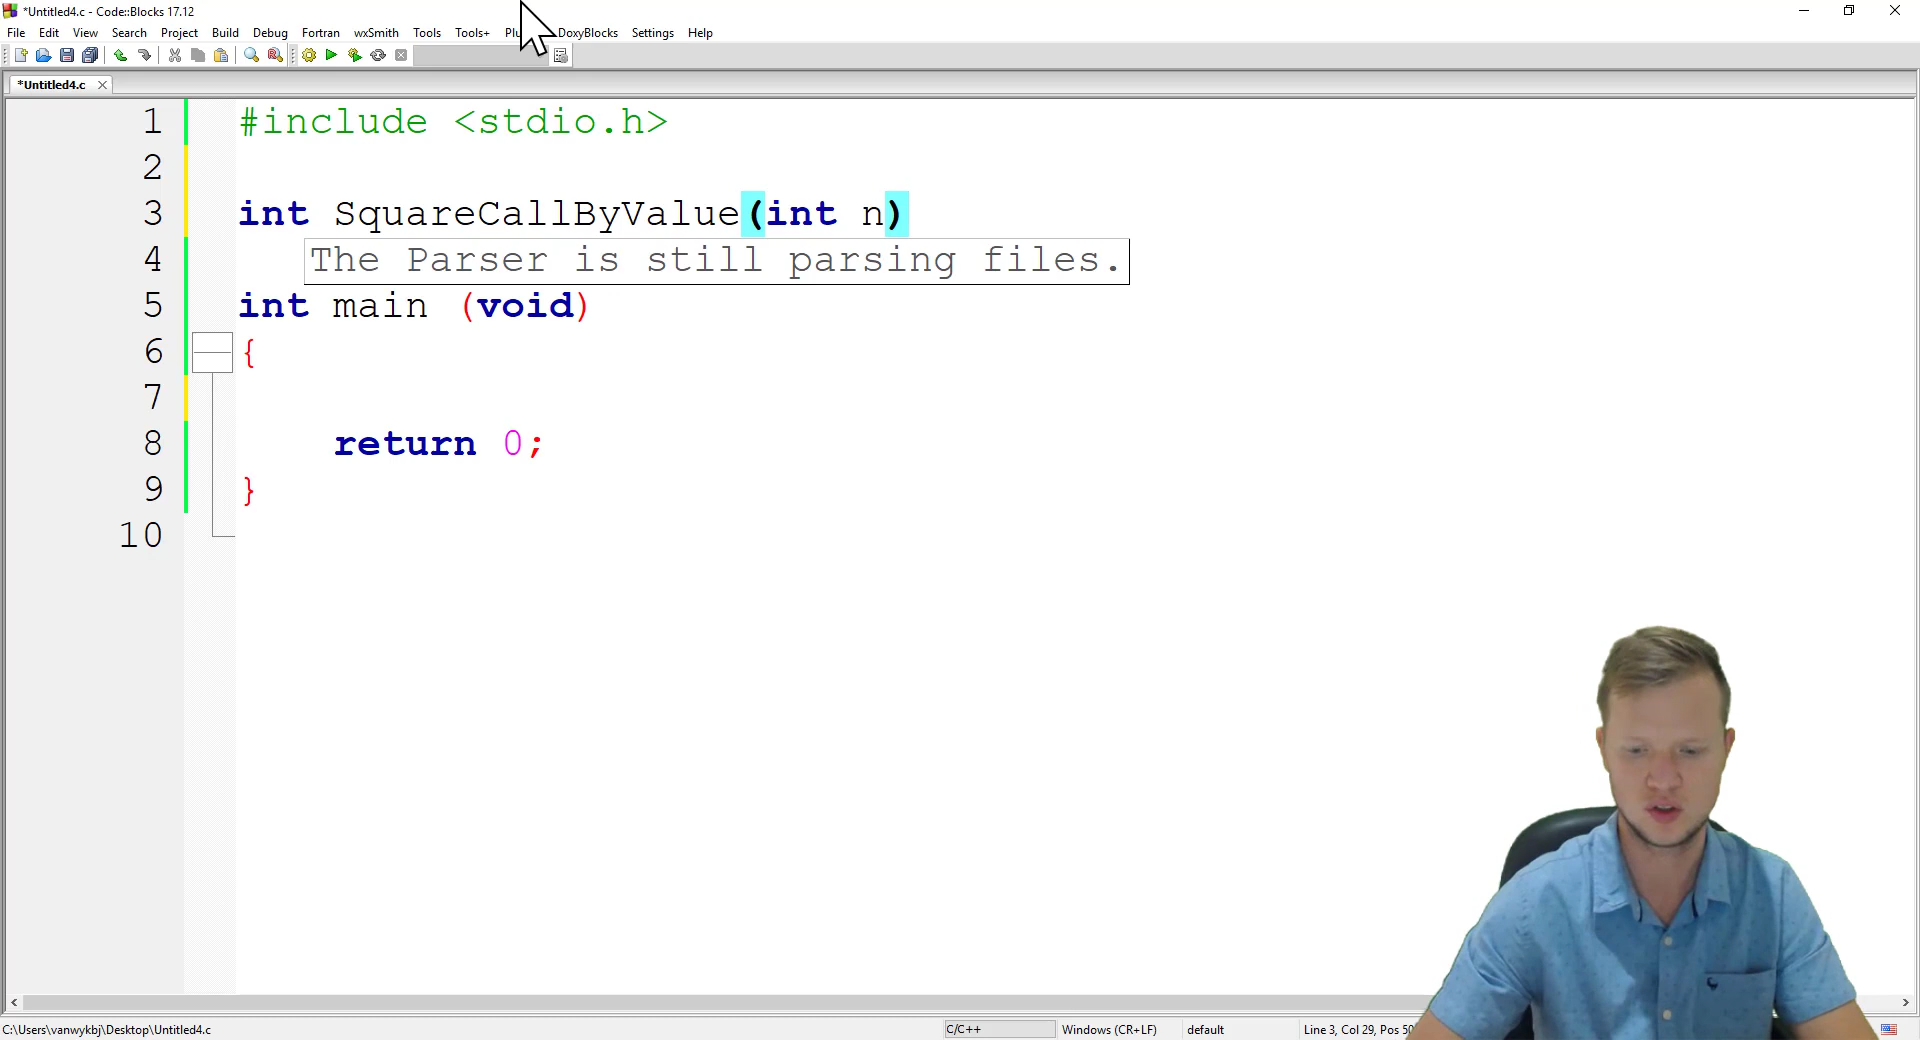 *Untitled4.c - Code::Blocks 17.12
File Edit View Search Project Build Debug Fortran wxSmith Tools Tools+ DoxyBlocks Settings Help
*Untitled4.c
1 #include <stdio.h>
2
3 int SquareCallByValue(int n)
4 The Parser is still parsing files.
5 int main (void)
6 {
7
8 return 0;
9 }
10
C:\Users\vanwykbj\Desktop\Untitled4.c C/C++ Windows (CR+LF) default Line 3, Col 29, Pos